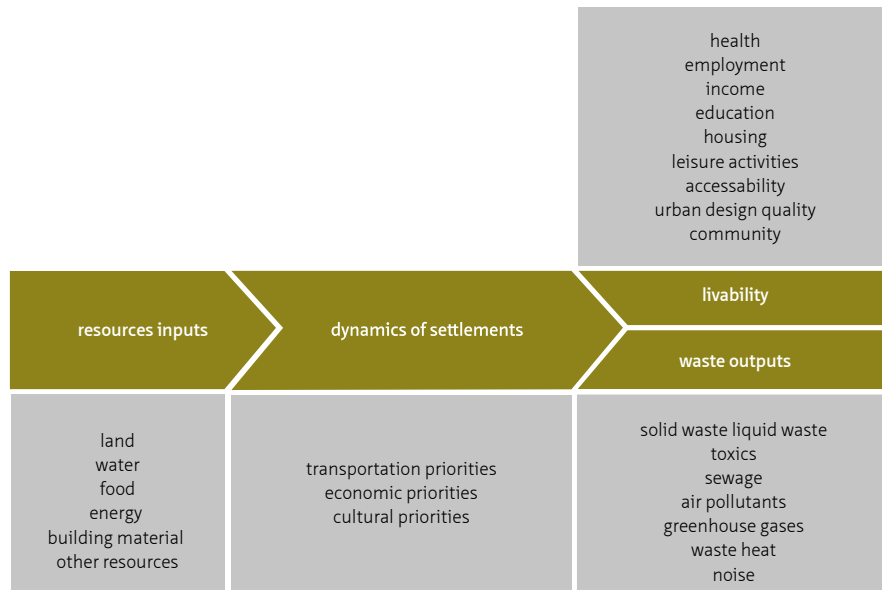 health
employment
income
education
housing
leisure activities
accessability
urban design quality
community
resources inputs
dynamics of settlements
livability
waste outputs
land
water
food
energy
building material
other resources
transportation priorities
economic priorities
cultural priorities
solid waste liquid waste
toxics
sewage
air pollutants
greenhouse gases
waste heat
noise